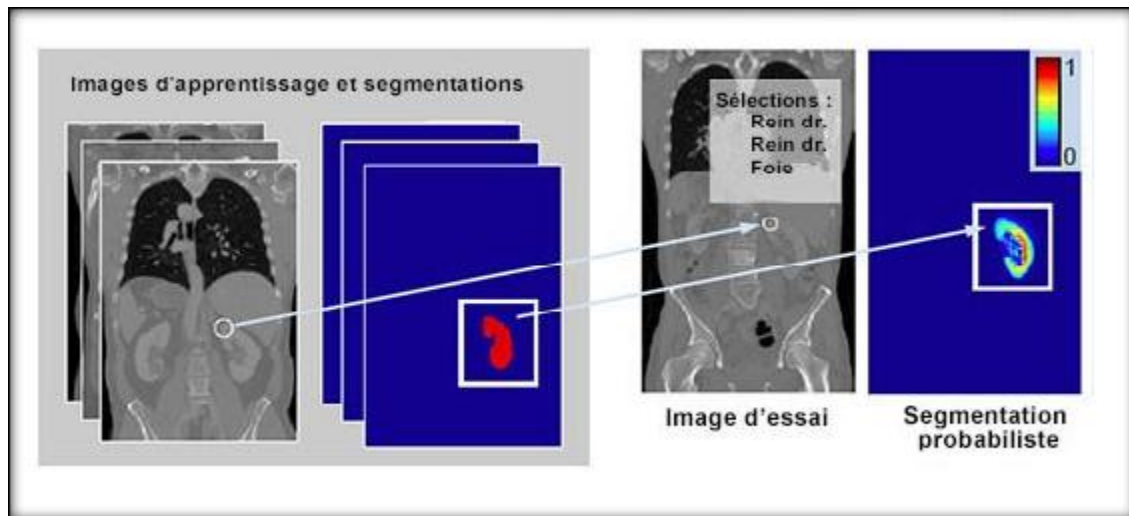 Images d'apprentissage et segmentations
Sélections :
Rein dr.
Rein dr.
Foie
1
0
Image d'essai
Segmentation
probabiliste